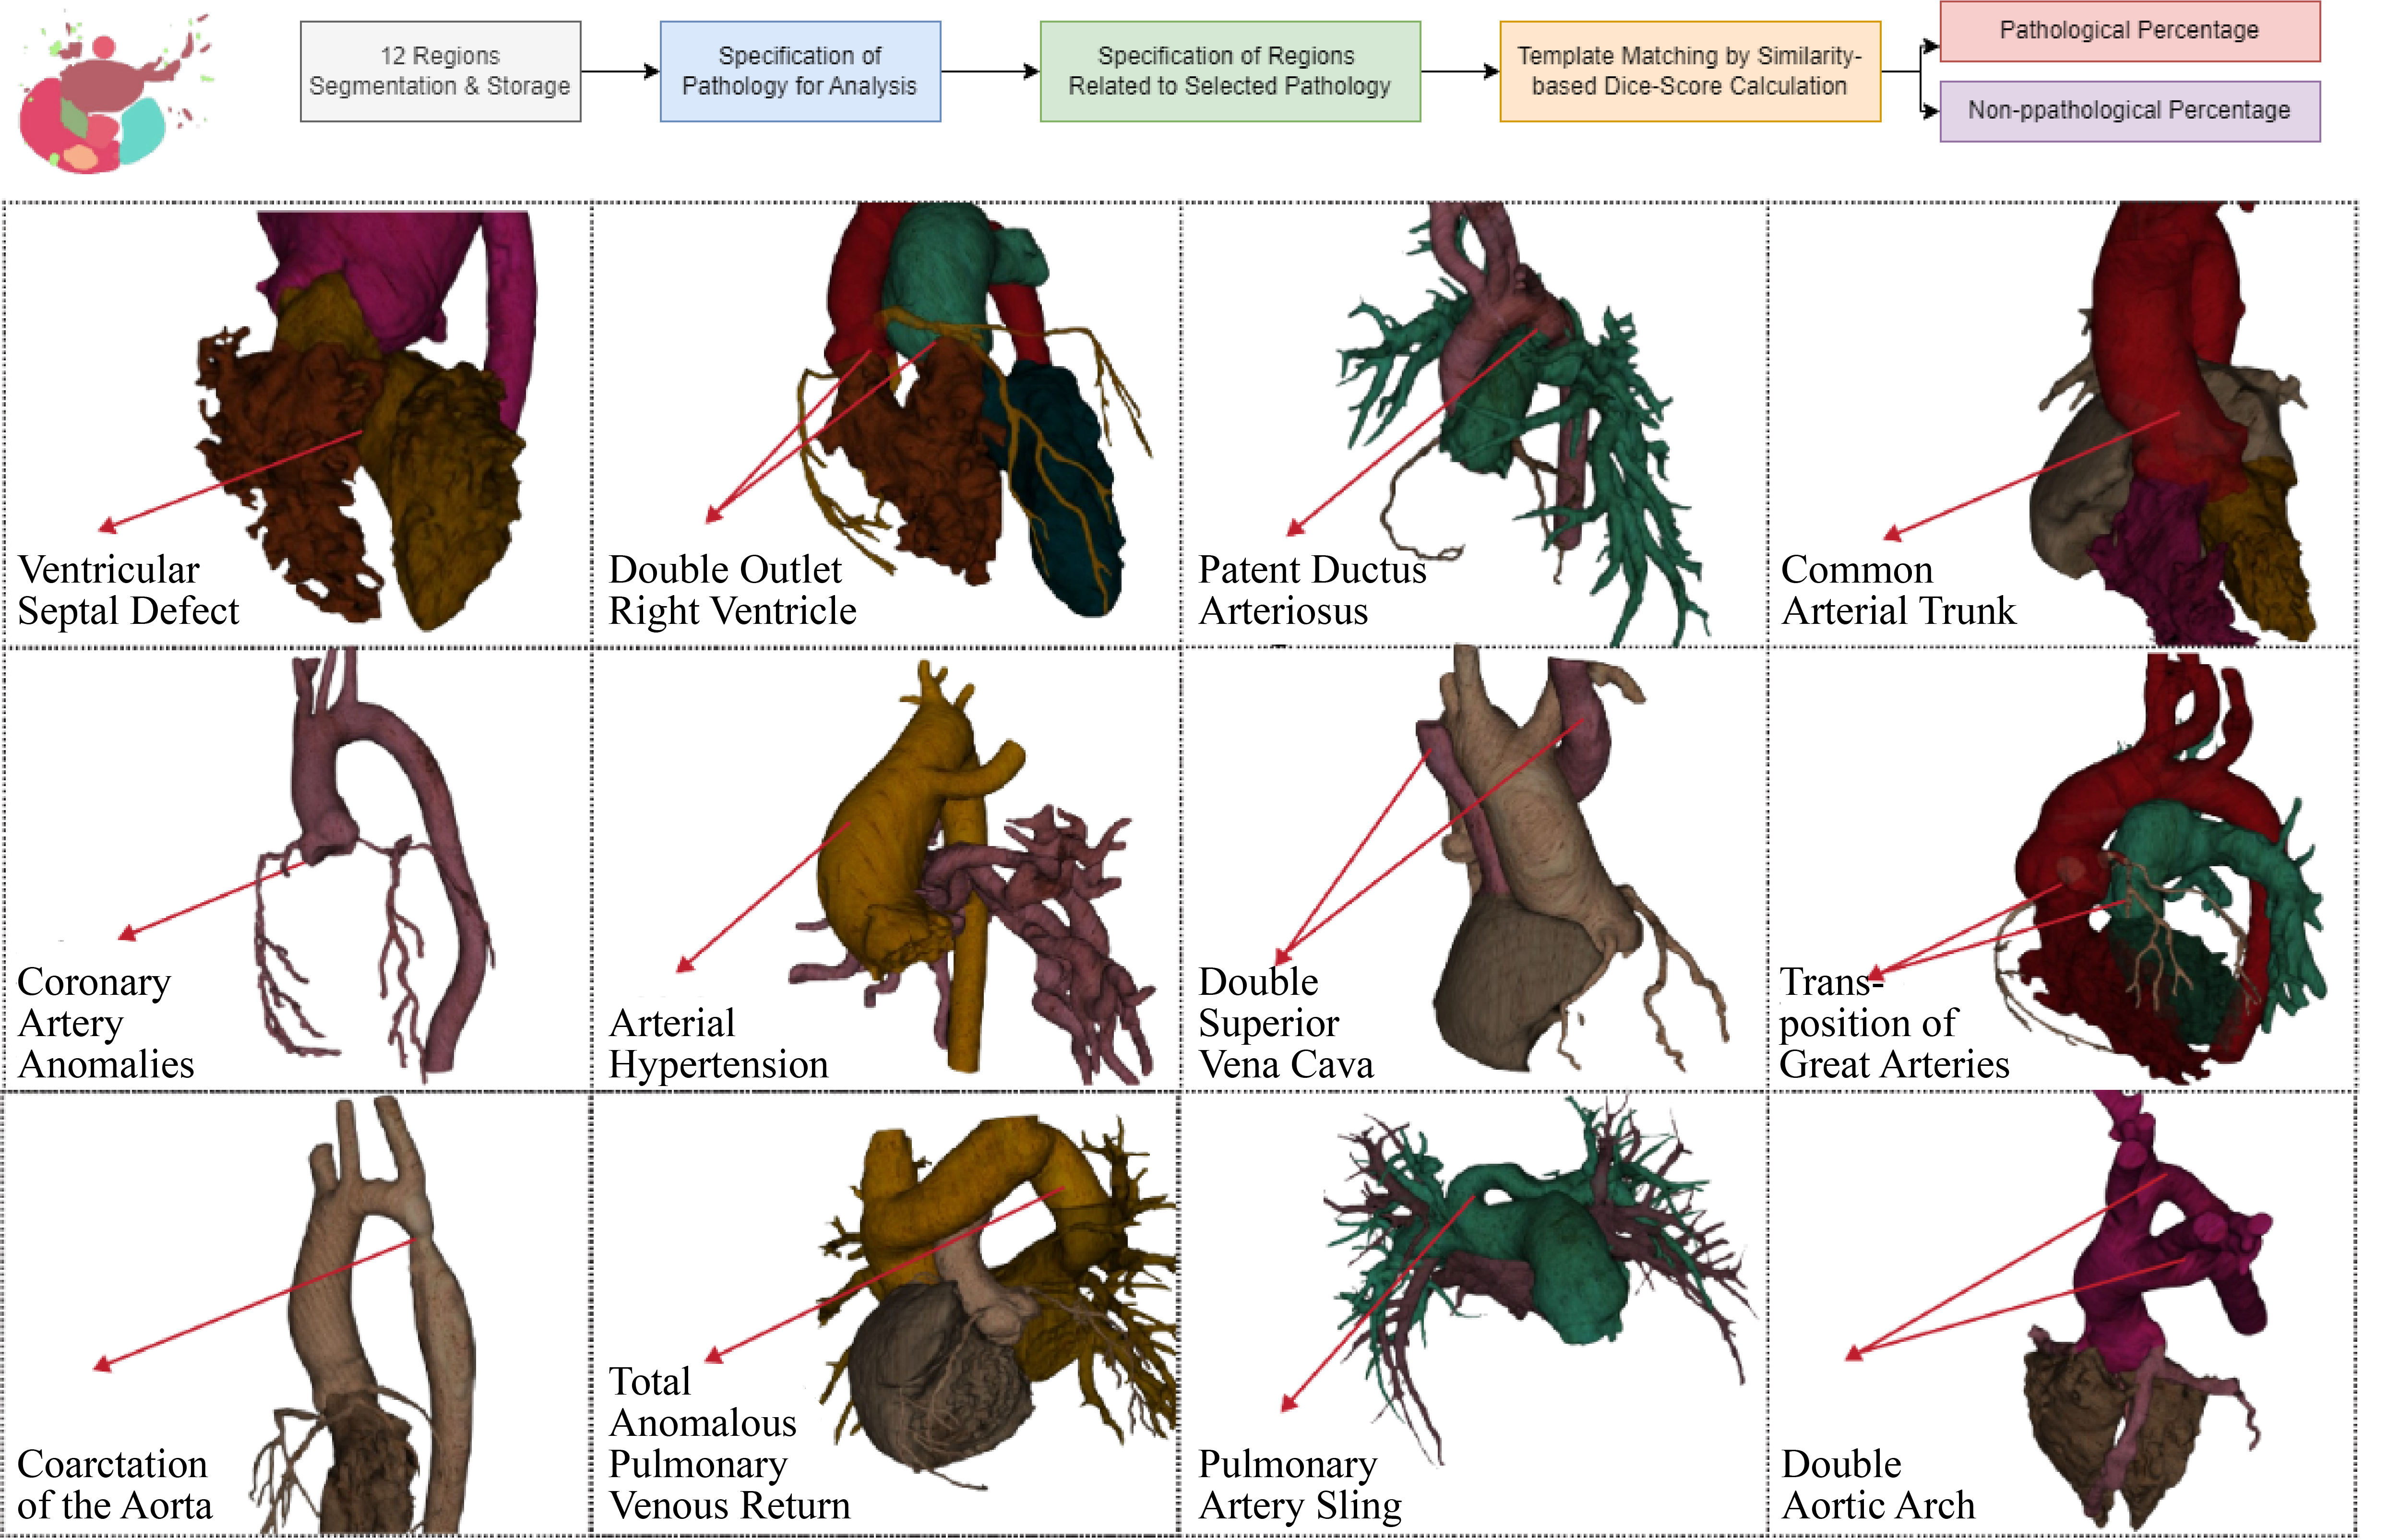 12 Regions
Segmentation & Storage
Specification of
Pathology for Analysis
Specification of Regions
Related to Selected Pathology
Template Matching by Similarity-
based Dice-Score Calculation
Pathological Percentage
Non-ppathological Percentage
Ventricular
Septal Defect
Double Outlet
Right Ventricle
Patent Ductus
Arteriosus
Common
Arterial Trunk
Coronary
Artery
Anomalies
Arterial
Hypertension
Double
Superior
Vena Cava
Trans-
position of
Great Arteries
Coarctation
of the Aorta
Total
Anomalous
Pulmonary
Venous Return
Pulmonary
Artery Sling
Double
Aortic Arch